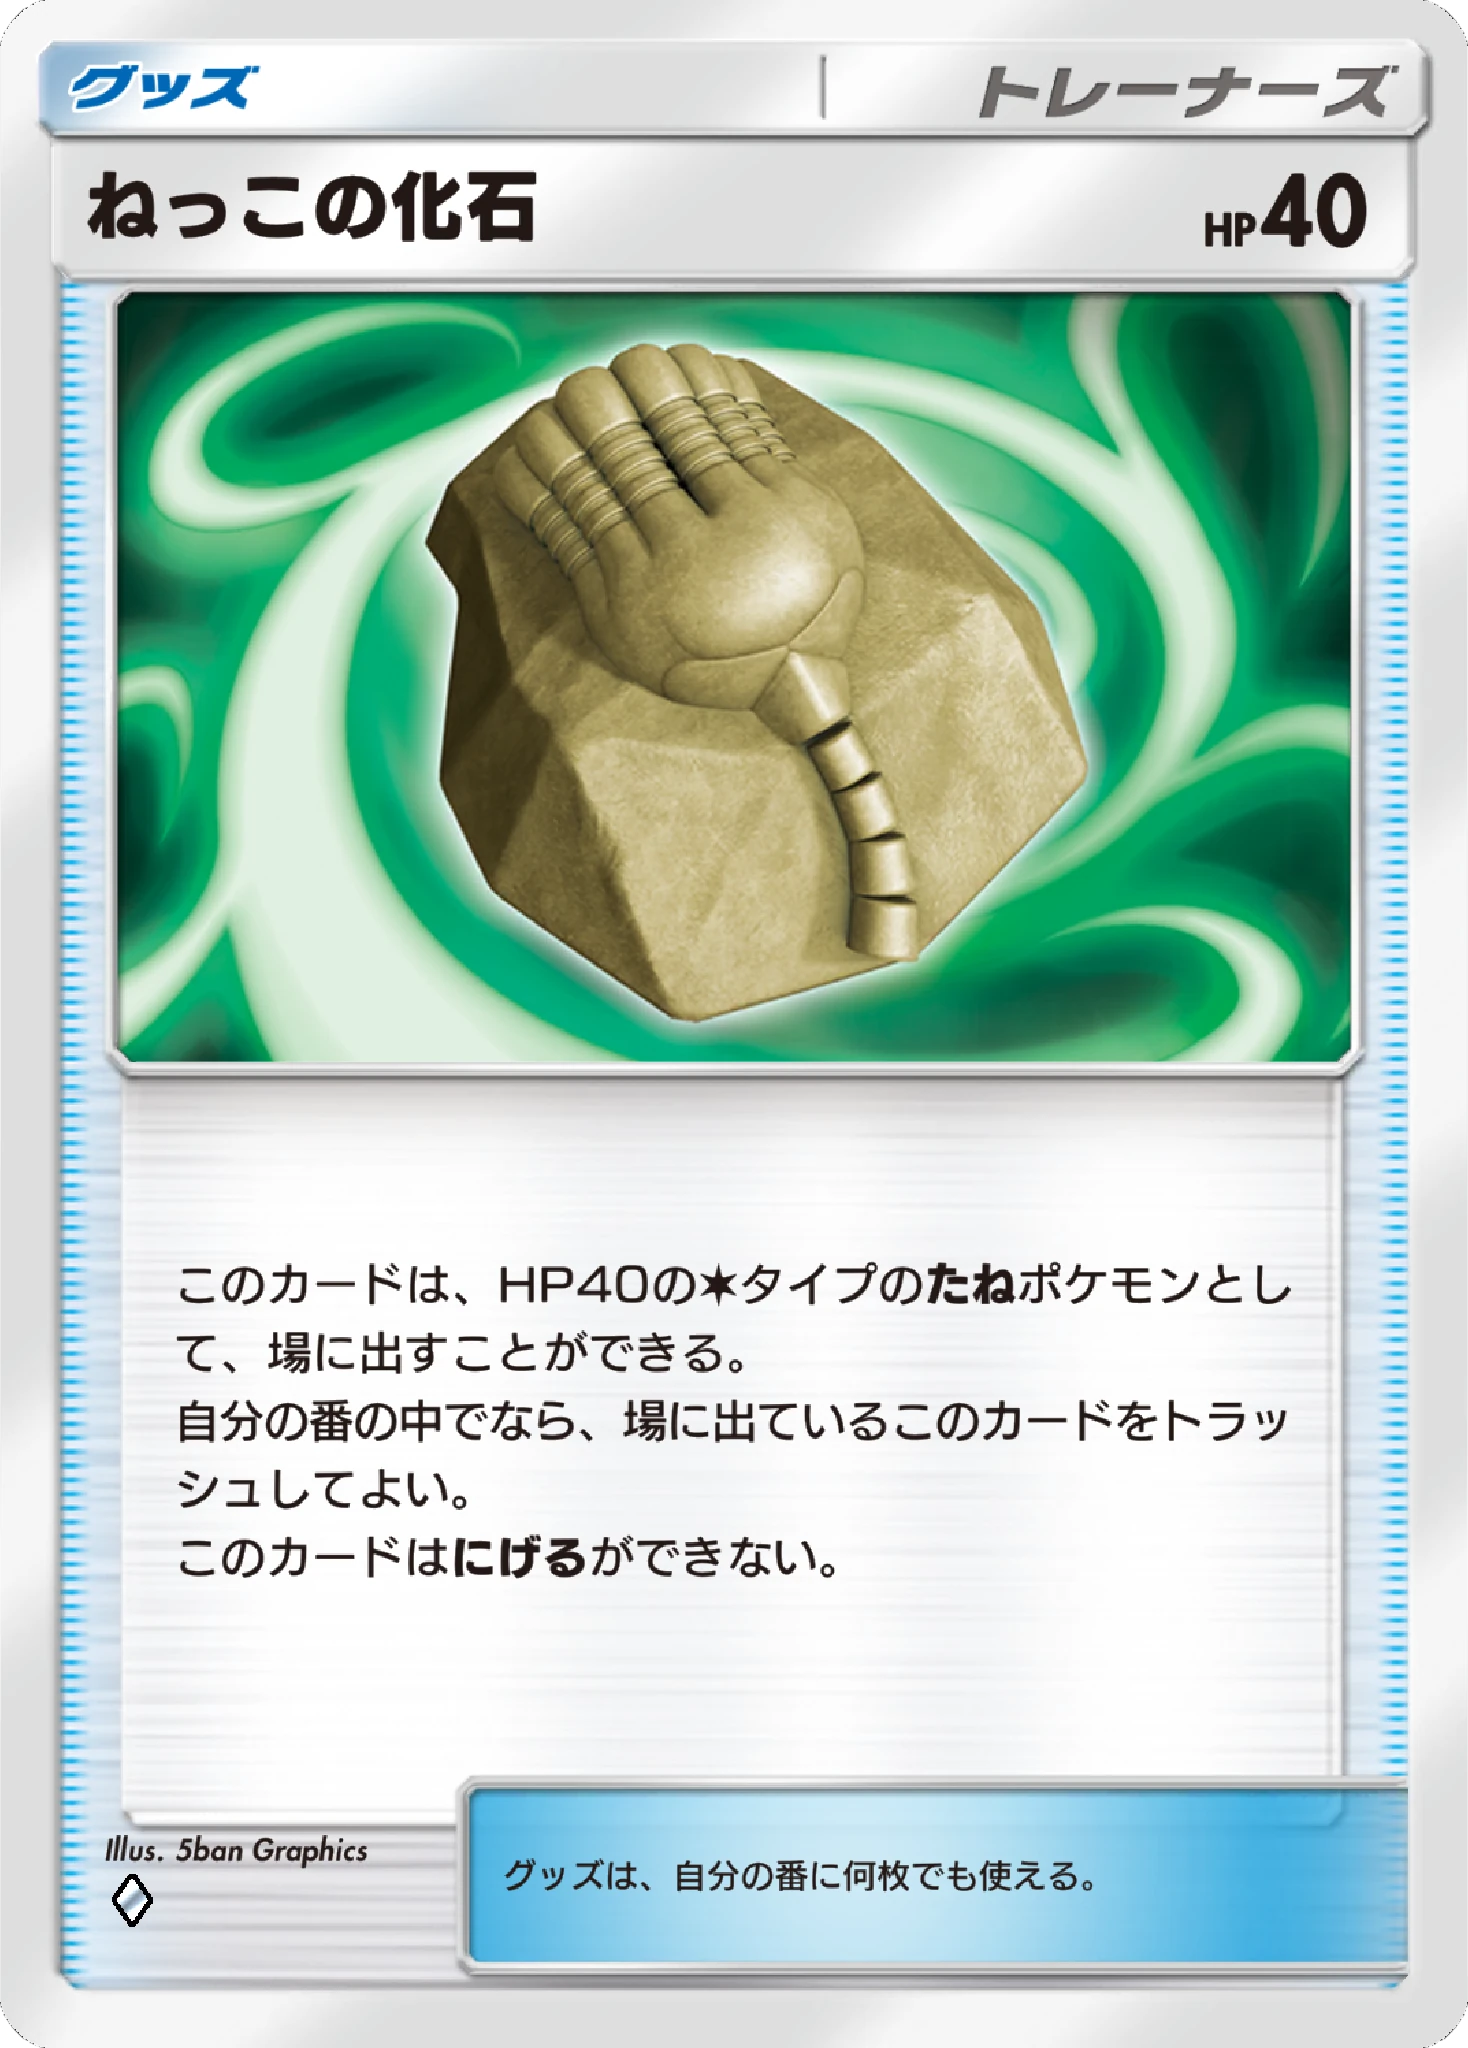 グッズ
トレーナーズ
ねっこの化石
HP40
このカードは、HP40の✶タイプのたねポケモンとし
て、場に出すことができる。
自分の番の中でなら、場に出ているこのカードをトラッ
シュしてよい。
このカードはにげるができない。
Illus. 5ban Graphics
グッズは、自分の番に何枚でも使える。